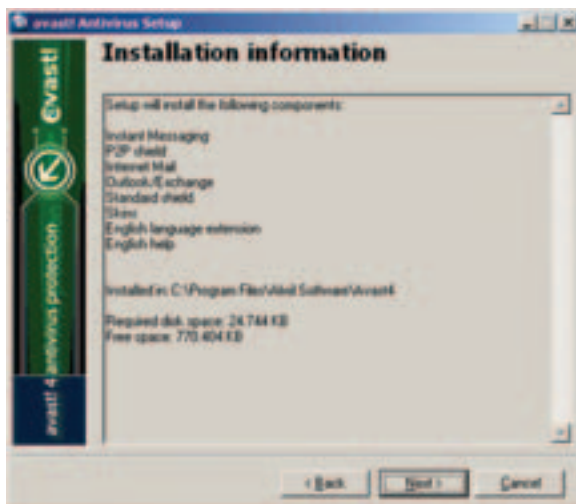 avast! Antivirus Setup
Installation information
Setup will install the following components:
Instant Messaging
P2P shield
Internet Mail
Outlook/Exchange
Standard shield
Skins
English language extension
English help
Installed in: C:\Program Files\Alwil Software\Avast4
Required disk space: 24.744 KB
Free space: 770.404 KB
avast!
avast! 4 antivirus protection
< Back
Next >
Cancel